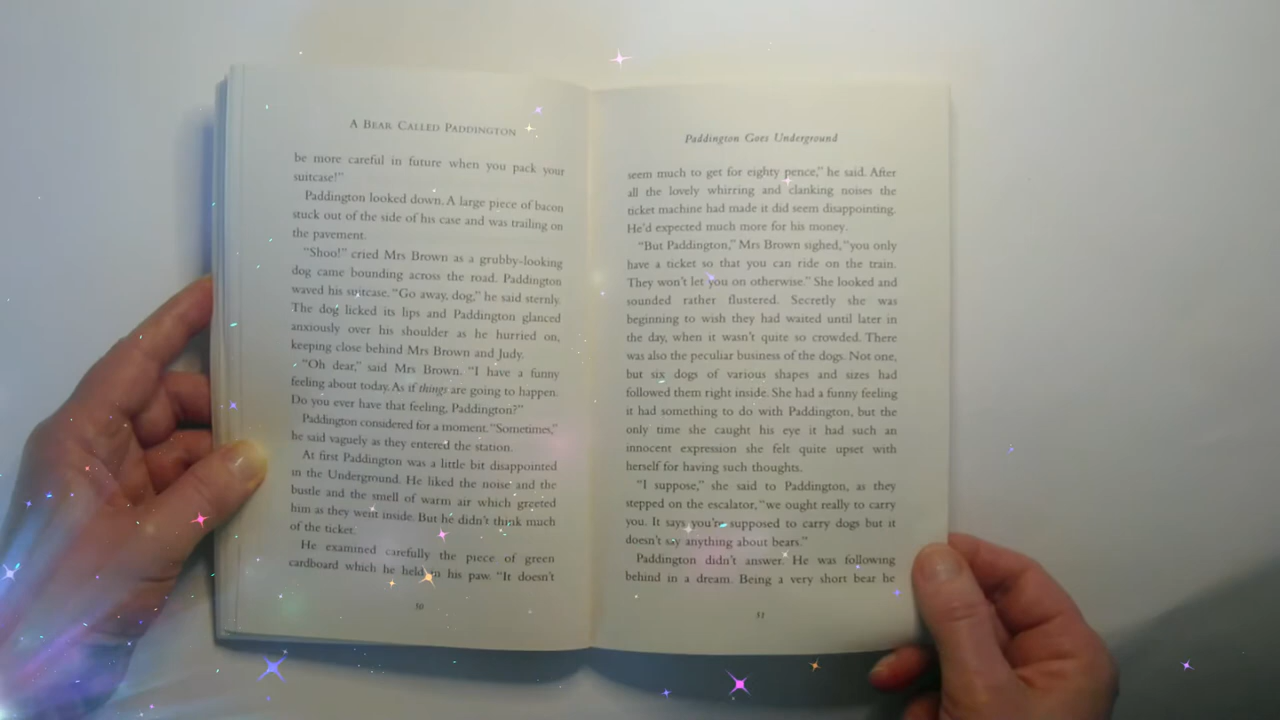 A BEAR CALLED PADDINGTON
be more careful in future when you pack your
suitcase!”
Paddington looked down. A large piece of bacon
stuck out of the side of his case and was trailing on
the pavement.
“Shoo!” cried Mrs Brown as a grubby-looking
dog came bounding across the road. Paddington
waved his suitcase. “Go away, dog,” he said sternly.
The dog licked its lips and Paddington glanced
anxiously over his shoulder as he hurried on,
keeping close behind Mrs Brown and Judy.
“Oh dear,” said Mrs Brown. “I have a funny
feeling about today. As if things are going to happen.
Do you ever have that feeling, Paddington?”
Paddington considered for a moment. “Sometimes,”
he said vaguely as they entered the station.
At first Paddington was a little bit disappointed
in the Underground. He liked the noise and the
bustle and the smell of warm air which greeted
him as they went inside. But he didn’t think much
of the ticket.
He examined carefully the piece of green
cardboard which he held in his paw. “It doesn’t
50
Paddington Goes Underground
seem much to get for eighty pence,” he said. After
all the lovely whirring and clanking noises the
ticket machine had made it did seem disappointing.
He’d expected much more for his money.
“But Paddington,” Mrs Brown sighed, “you only
have a ticket so that you can ride on the train.
They won’t let you on otherwise.” She looked and
sounded rather flustered. Secretly she was
beginning to wish they had waited until later in
the day, when it wasn’t quite so crowded. There
was also the peculiar business of the dogs. Not one,
but six dogs of various shapes and sizes had
followed them right inside. She had a funny feeling
it had something to do with Paddington, but the
only time she caught his eye it had such an
innocent expression she felt quite upset with
herself for having such thoughts.
“I suppose,” she said to Paddington, as they
stepped on the escalator, “we ought really to carry
you. It says you’re supposed to carry dogs but it
doesn’t say anything about bears.”
Paddington didn’t answer. He was following
behind in a dream. Being a very short bear he
51